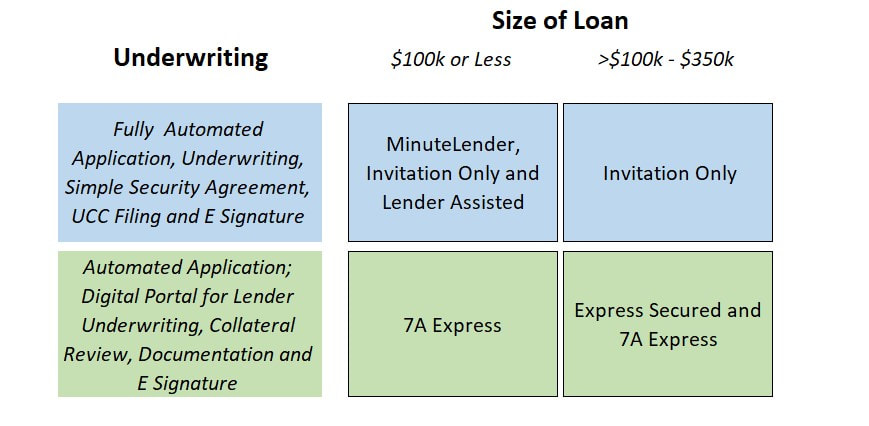 Size of Loan
Underwriting
$100k or Less
>$100k - $350k
Fully Automated
Application, Underwriting,
Simple Security Agreement,
UCC Filing and E Signature
MinuteLender,
Invitation Only and
Lender Assisted
Invitation Only
Automated Application;
Digital Portal for Lender
Underwriting, Collateral
Review, Documentation and
E Signature
7A Express
Express Secured and
7A Express